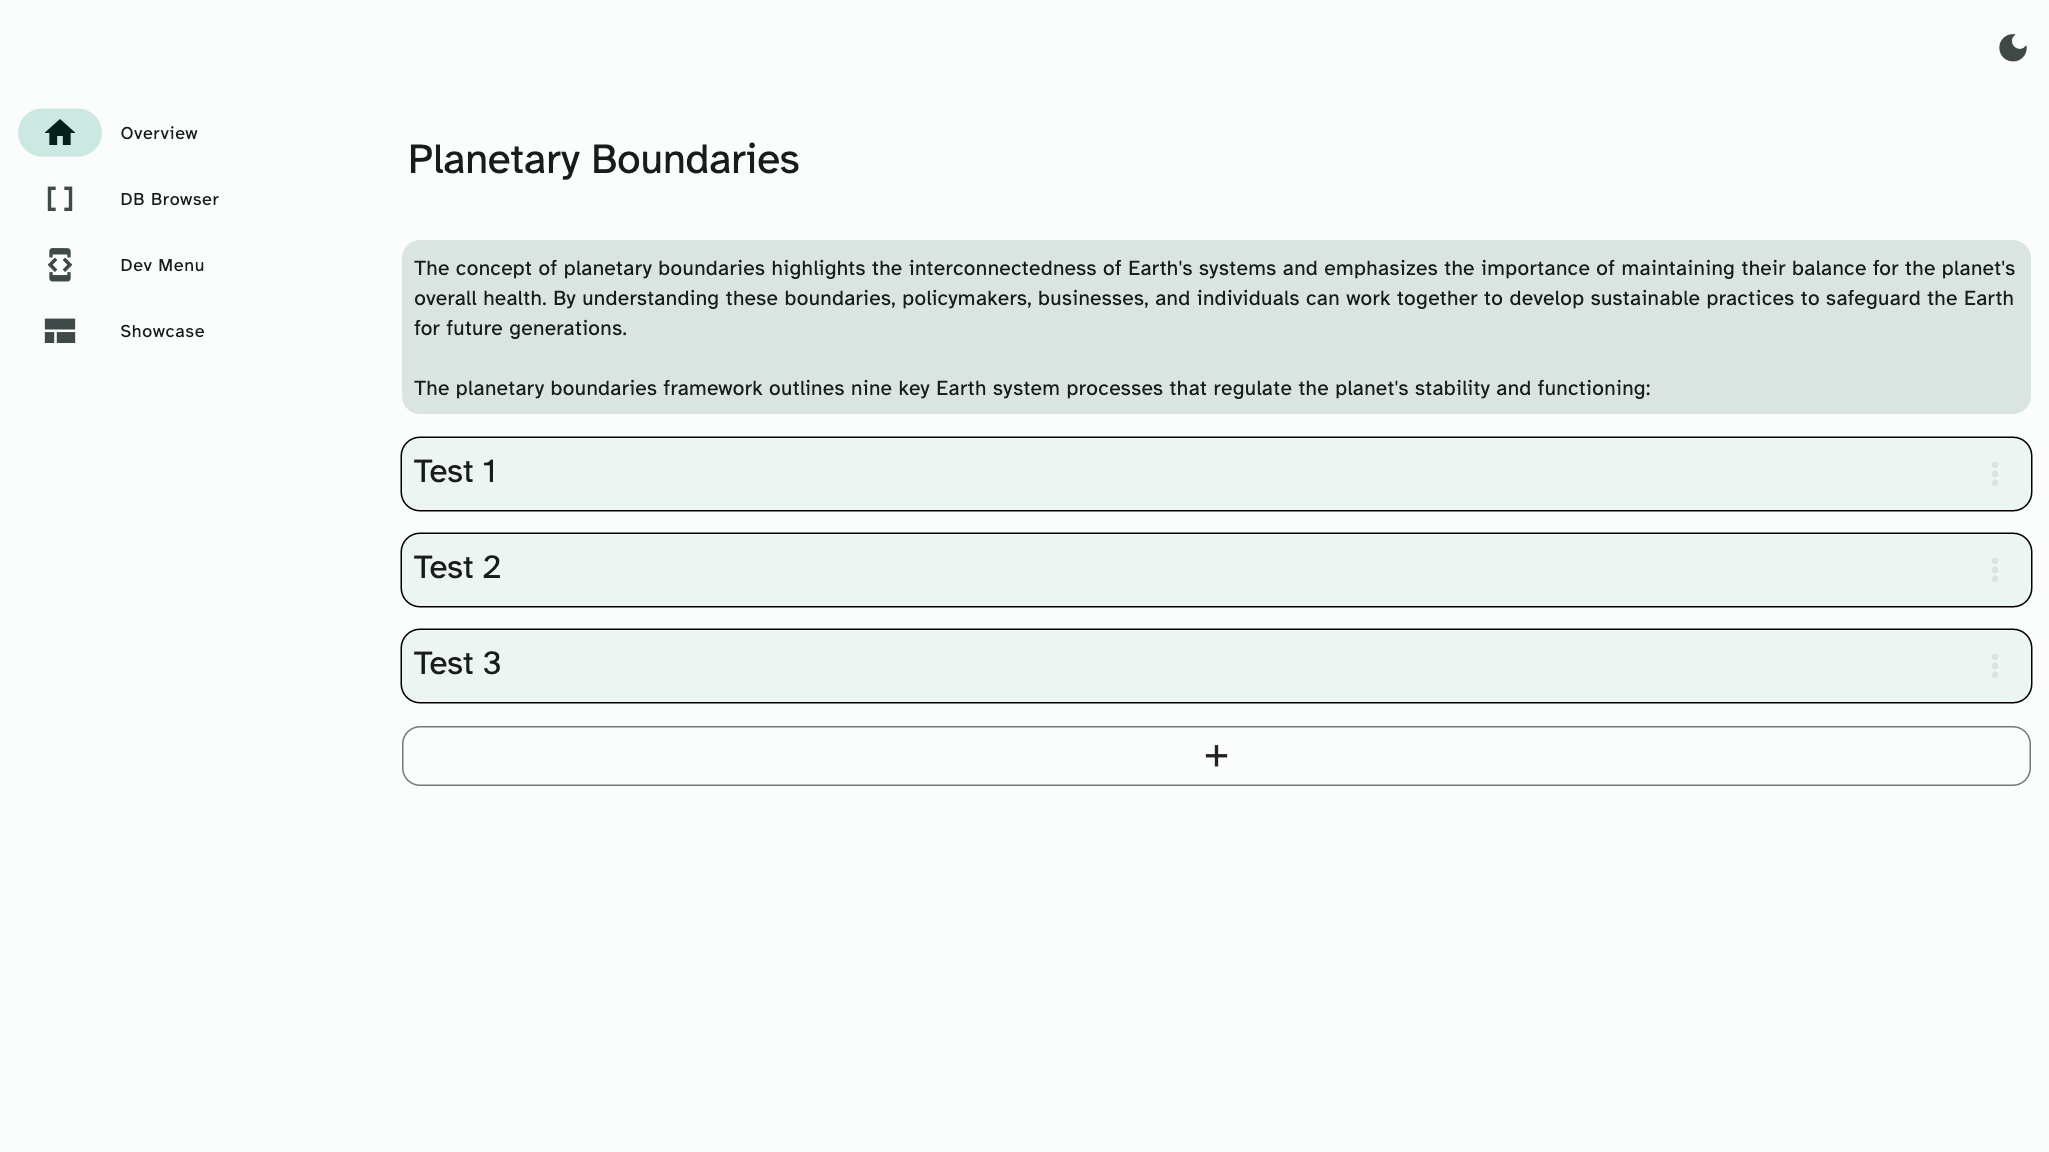 Overview
DB Browser
Dev Menu
Showcase
Planetary Boundaries
The concept of planetary boundaries highlights the interconnectedness of Earth's systems and emphasizes the importance of maintaining their balance for the planet's
overall health. By understanding these boundaries, policymakers, businesses, and individuals can work together to develop sustainable practices to safeguard the Earth
for future generations.
The planetary boundaries framework outlines nine key Earth system processes that regulate the planet's stability and functioning:
Test 1
Test 2
Test 3